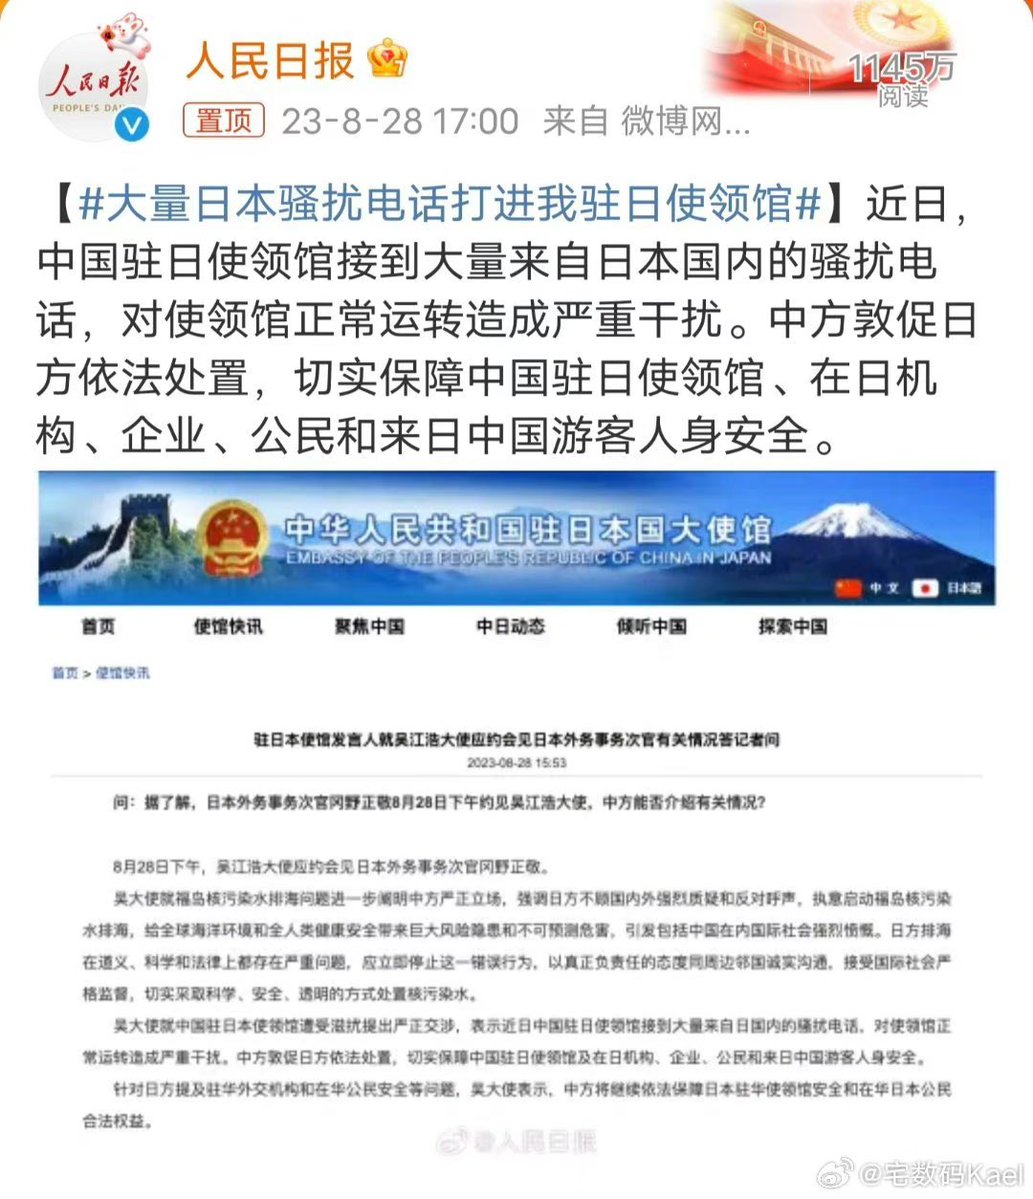 人民日報
PEOPLE'S DA
人民日报
1145万
阅读
置顶 23-8-28 17:00 来自 微博网...
【#大量日本骚扰电话打进我驻日使领馆#】近日，
中国驻日使领馆接到大量来自日本国内的骚扰电
话，对使领馆正常运转造成严重干扰。中方敦促日
方依法处置，切实保障中国驻日使领馆、在日机
构、企业、公民和来日中国游客人身安全。
中华人民共和国驻日本国大使馆
EMBASSY OF THE PEOPLE'S REPUBLIC OF CHINA IN JAPAN
中文 日本語
首页 使馆快讯 聚焦中国 中日动态 倾听中国 探索中国
首页 > 使馆快讯
驻日本使馆发言人就吴江浩大使应约会见日本外务事务次官有关情况答记者问
2023-08-28 15:53
问：据了解，日本外务事务次官冈野正敬8月28日下午约见吴江浩大使，中方能否介绍有关情况？
8月28日下午，吴江浩大使应约会见日本外务事务次官冈野正敬。
吴大使就福岛核污染水排海问题进一步阐明中方严正立场，强调日方不顾国内外强烈质疑和反对呼声，执意启动福岛核污染
水排海，给全球海洋环境和全人类健康安全带来巨大风险隐患和不可预测危害，引发包括中国在内国际社会强烈愤慨。日方排海
在道义、科学和法律上都存在严重问题，应立即停止这一错误行为，以真正负责任的态度同周边邻国诚实沟通，接受国际社会严
格监督，切实采取科学、安全、透明的方式处置核污染水。
吴大使就中国驻日本使领馆遭受滋扰提出严正交涉，表示近日中国驻日使领馆接到大量来自日国内的骚扰电话，对使领馆正
常运转造成严重干扰。中方敦促日方依法处置，切实保障中国驻日使领馆及在日机构、企业、公民和来日中国游客人身安全。
针对日方提及驻华外交机构和在华公民安全等问题，吴大使表示，中方将继续依法保障日本驻华使领馆安全和在华日本公民
合法权益。
@人民日报
@宅数码Kael